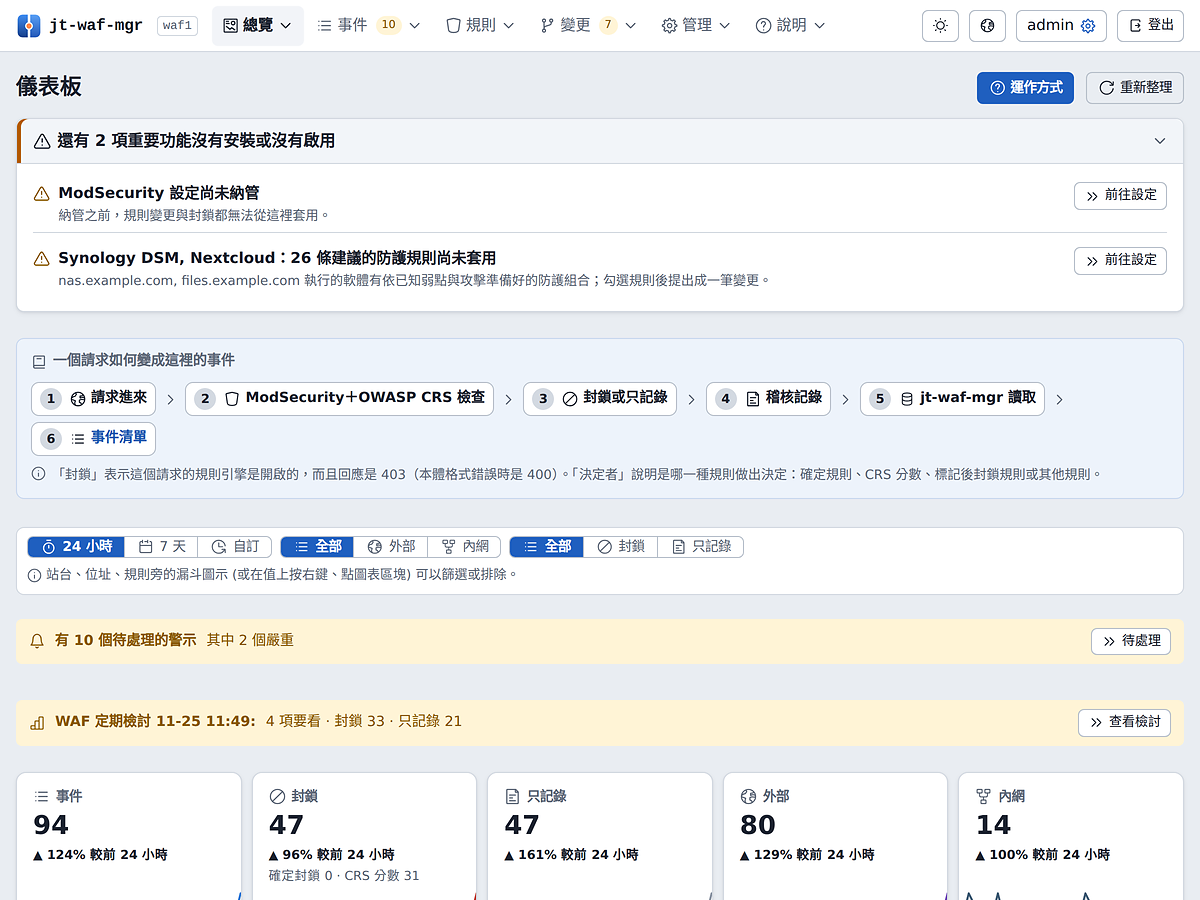 jt-waf-mgr waf1 總覽 事件 10 規則 變更 7 管理 說明 admin 登出
儀表板 運作方式 重新整理
還有 2 項重要功能沒有安裝或沒有啟用
ModSecurity 設定尚未納管
納管之前，規則變更與封鎖都無法從這裡套用。
前往設定
Synology DSM, Nextcloud：26 條建議的防護規則尚未套用
nas.example.com, files.example.com 執行的軟體有依已知弱點與攻擊準備好的防護組合；勾選規則後提出成一筆變更。
前往設定
一個請求如何變成這裡的事件
1 請求進來 2 ModSecurity＋OWASP CRS 檢查 3 封鎖或只記錄 4 稽核記錄 5 jt-waf-mgr 讀取
6 事件清單
「封鎖」表示這個請求的規則引擎是開啟的，而且回應是 403（本體格式錯誤時是 400）。「決定者」說明是哪一種規則做出決定：確定規則、CRS 分數、標記後封鎖規則或其他規則。
24 小時 7 天 自訂 全部 外部 內網 全部 封鎖 只記錄
站台、位址、規則旁的漏斗圖示 (或在值上按右鍵、點圖表區塊) 可以篩選或排除。
有 10 個待處理的警示 其中 2 個嚴重 待處理
WAF 定期檢討 11-25 11:49: 4 項要看 · 封鎖 33 · 只記錄 21 查看檢討
事件 封鎖 只記錄 外部 內網
94 47 47 80 14
▲124% 較前 24 小時 ▲96% 較前 24 小時 ▲161% 較前 24 小時 ▲129% 較前 24 小時 ▲100% 較前 24 小時
確定封鎖 0 · CRS 分數 31